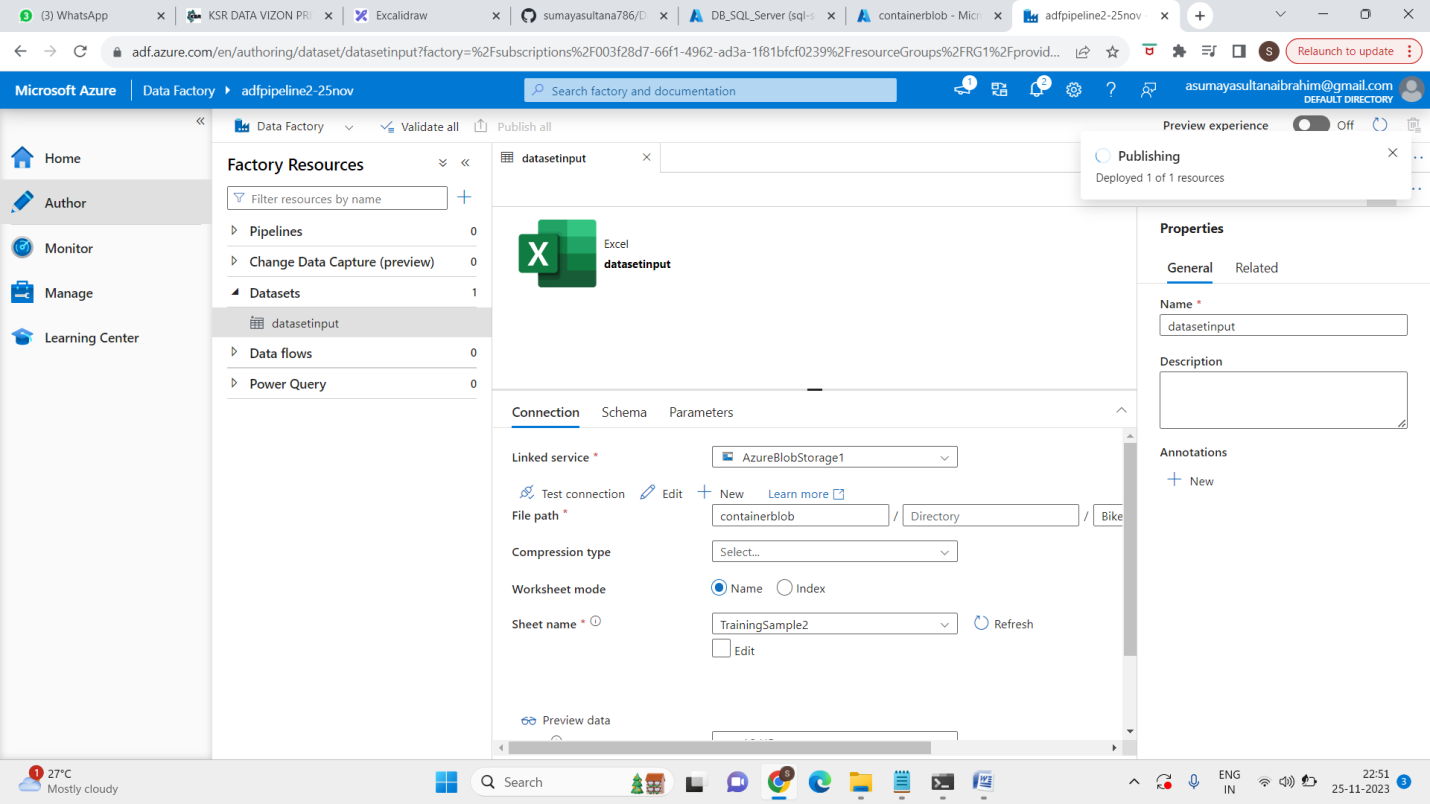 (3) WhatsApp
KSR DATA VIZON PR
Excalidraw
sumayasultana786/D
DB_SQL_Server (sql-s
containerblob - Micr
adfpipeline2-25nov -
adf.azure.com/en/authoring/dataset/datasetinput?factory=%2Fsubscriptions%2F003f28d7-66f1-4962-ad3a-1f81bfcf0239%2FresourceGroups%2FRG1%2Fprovid...
S
Relaunch to update
Microsoft Azure
Data Factory
adfpipeline2-25nov
Search factory and documentation
1
2
asumayasultanaibrahim@gmail.com
DEFAULT DIRECTORY
Data Factory
Validate all
Publish all
Preview experience
Off
Home
Author
Monitor
Manage
Learning Center
Factory Resources
Filter resources by name
Pipelines 0
Change Data Capture (preview) 0
Datasets 1
datasetinput
Data flows 0
Power Query 0
datasetinput
Publishing
Deployed 1 of 1 resources
X
Excel
datasetinput
Connection
Schema
Parameters
Linked service *
AzureBlobStorage1
Test connection
Edit
New
Learn more
File path *
containerblob / Directory / Bike
Compression type
Select...
Worksheet mode
Name
Index
Sheet name *
TrainingSample2
Refresh
Edit
Preview data
Properties
General
Related
Name *
datasetinput
Description
Annotations
New
1
27°C
Mostly cloudy
Search
S
ENG
IN
22:51
25-11-2023
3